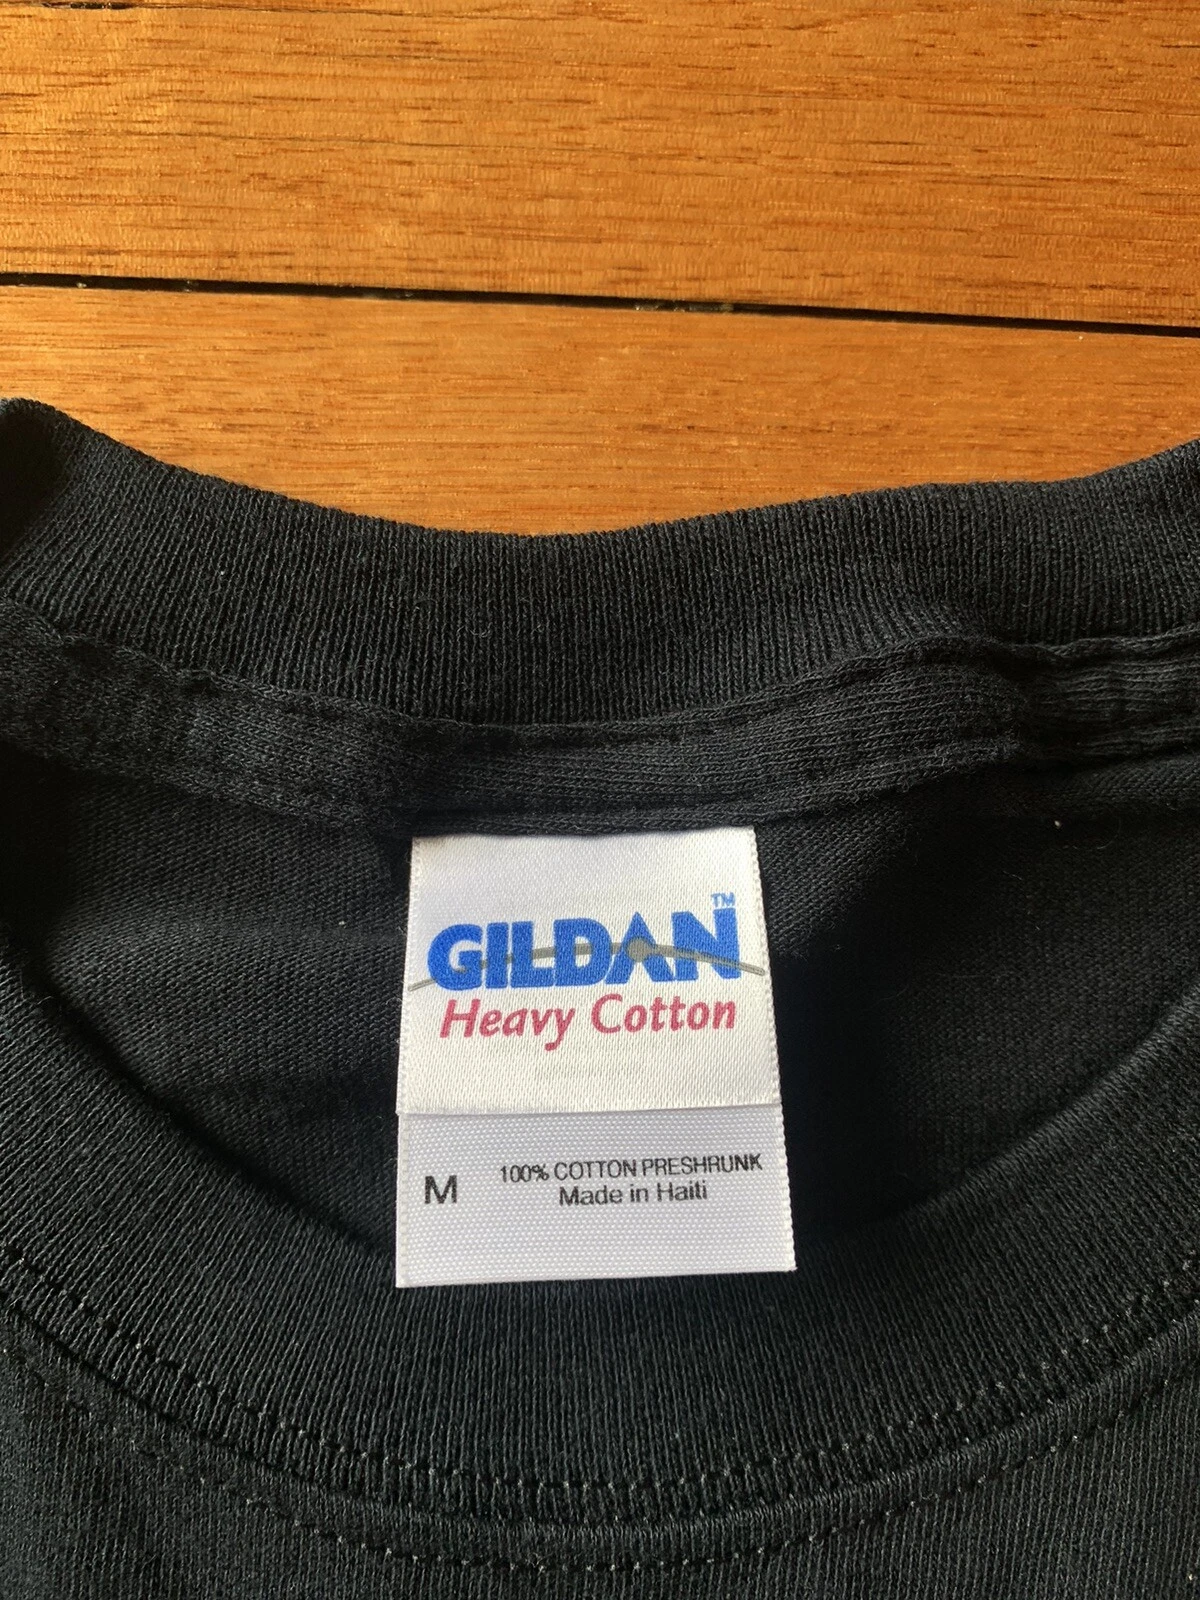 GILDAN™
Heavy Cotton
M
100% COTTON PRESHRUNK
Made in Haiti